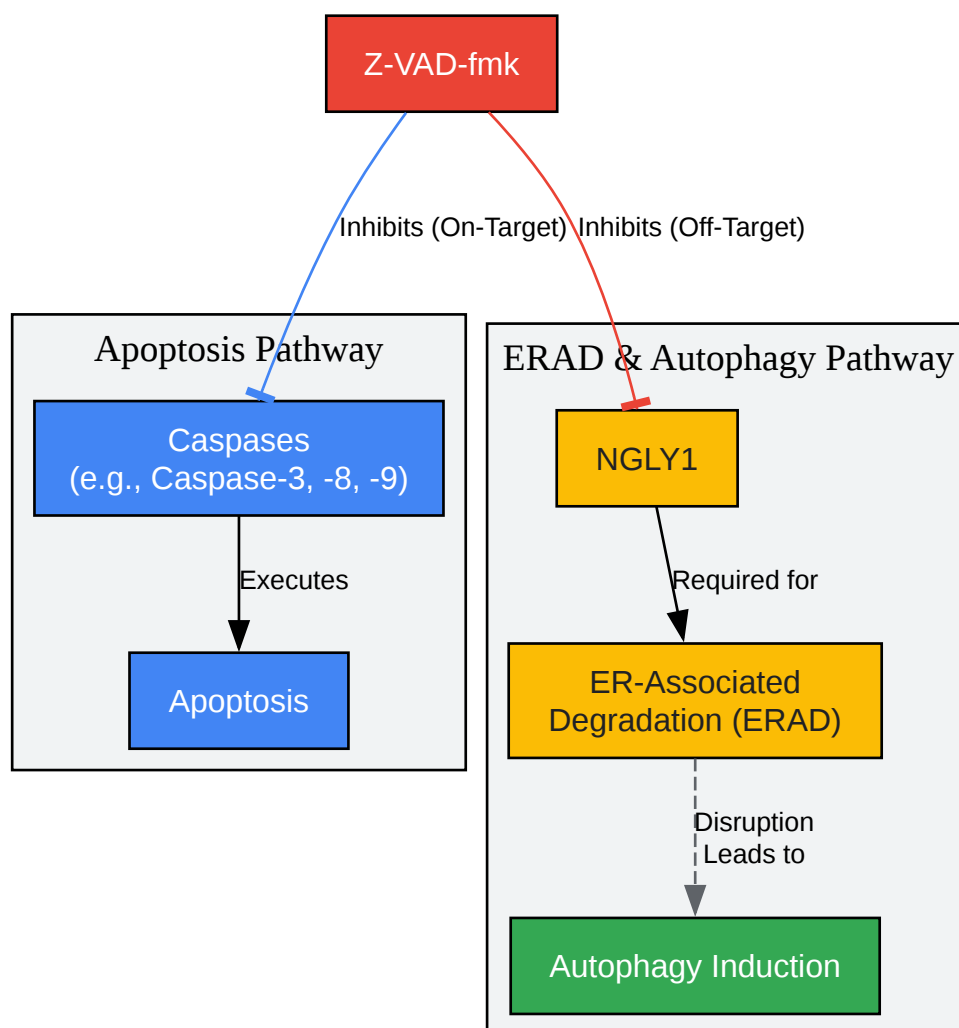 Z-VAD-fmk
Inhibits (On-Target)
Inhibits (Off-Target)
Apoptosis Pathway
Caspases
(e.g., Caspase-3, -8, -9)
Executes
Apoptosis
ERAD & Autophagy Pathway
NGLY1
Required for
ER-Associated
Degradation (ERAD)
Disruption
Leads to
Autophagy Induction